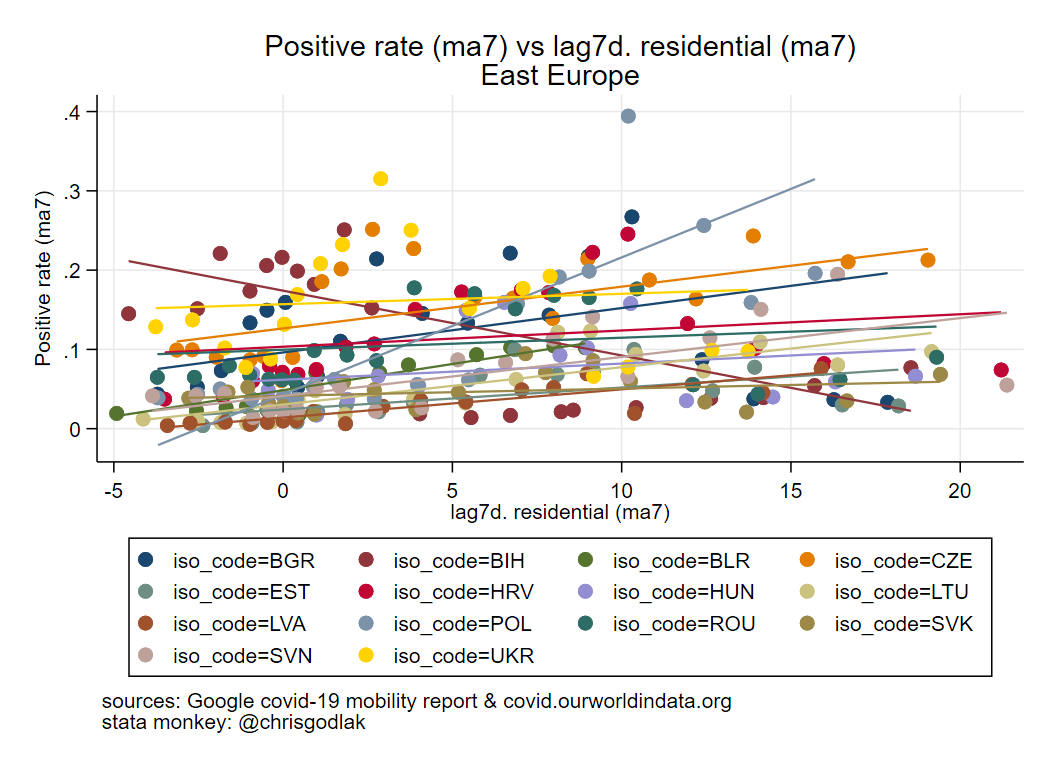 Positive rate (ma7) vs lag7d. residential (ma7)
East Europe
Positive rate (ma7)
.4
.3
.2
.1
0
-5 0 5 10 15 20
lag7d. residential (ma7)
iso_code=BGR iso_code=BIH iso_code=BLR iso_code=CZE
iso_code=EST iso_code=HRV iso_code=HUN iso_code=LTU
iso_code=LVA iso_code=POL iso_code=ROU iso_code=SVK
iso_code=SVN iso_code=UKR
sources: Google covid-19 mobility report & covid.ourworldindata.org
stata monkey: @chrisgodlak